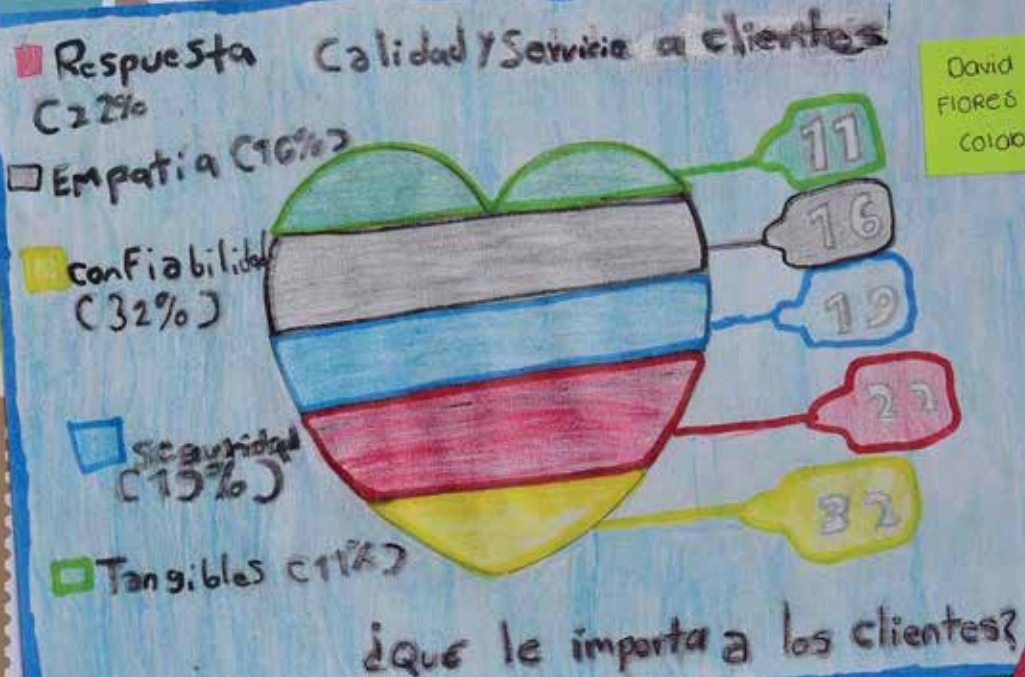 Calidad y Servicio a clientes
Respuesta
(22%
Empatia (16%)
confiabilidad
(32%)
seguridad
(19%)
Tangibles (11%)
11
16
19
22
32
¿Que le importa a los clientes?
David
FLORES